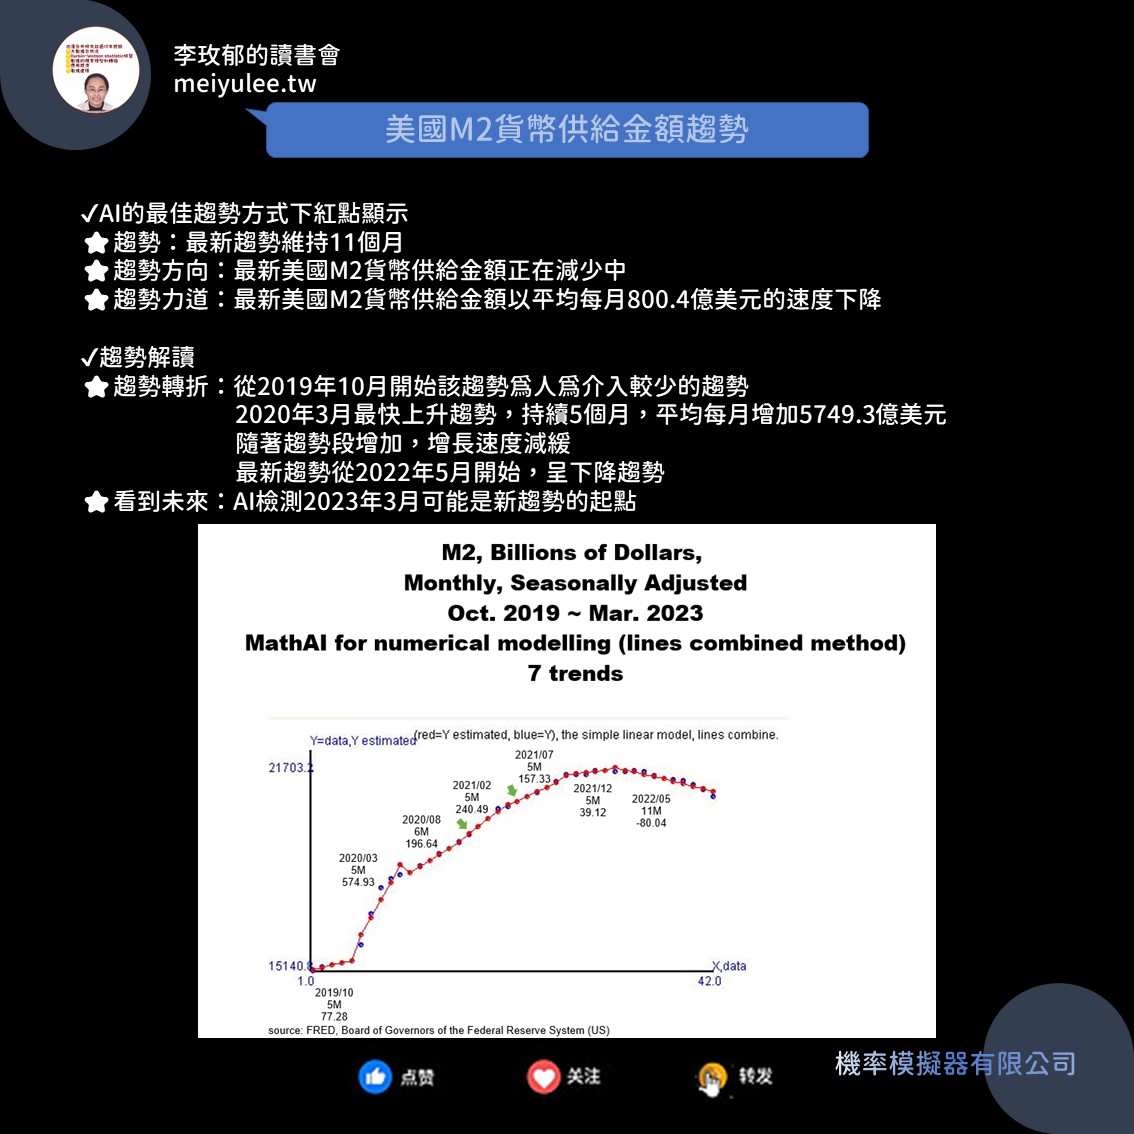 李玫郁的讀書會
meiyulee.tw
美國M2貨幣供給金額趨勢
✓AI的最佳趨勢方式下紅點顯示
★趨勢：最新趨勢維持11個月
★趨勢方向：最新美國M2貨幣供給金額正在減少中
★趨勢力道：最新美國M2貨幣供給金額以平均每月800.4億美元的速度下降
✓趨勢解讀
★趨勢轉折：從2019年10月開始該趨勢爲人爲介入較少的趨勢
2020年3月最快上升趨勢，持續5個月，平均每月增加5749.3億美元
隨著趨勢段增加，增長速度減緩
最新趨勢從2022年5月開始，呈下降趨勢
★看到未來：AI檢測2023年3月可能是新趨勢的起點
M2, Billions of Dollars,
Monthly, Seasonally Adjusted
Oct. 2019 ~ Mar. 2023
MathAI for numerical modelling (lines combined method)
7 trends
Y=data,Y estimated
(red=Y estimated, blue=Y), the simple linear model, lines combine.
21703.2
2021/07
5M
157.33
2021/02
5M
240.49
2021/12
5M
39.12
2022/05
11M
-80.04
2020/08
6M
196.64
2020/03
5M
574.93
15140.8
X,data
1.0
42.0
2019/10
5M
77.28
source: FRED, Board of Governors of the Federal Reserve System (US)
機率模擬器有限公司
点赞
关注
转发